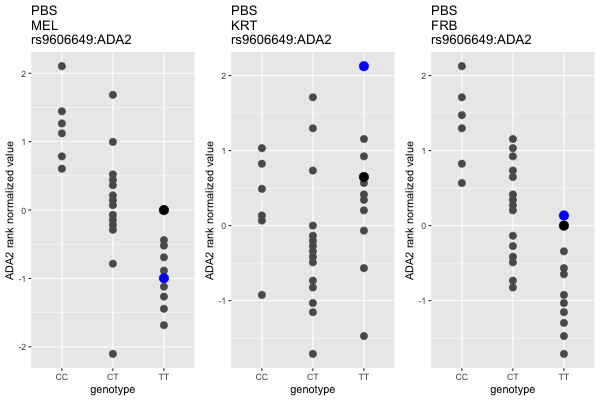 PBS
MEL
rs9606649:ADA2
ADA2 rank normalized value
2
1
0
-1
-2
CC CT TT
genotype
PBS
KRT
rs9606649:ADA2
ADA2 rank normalized value
2
1
0
-1
CC CT TT
genotype
PBS
FRB
rs9606649:ADA2
ADA2 rank normalized value
2
1
0
-1
CC CT TT
genotype